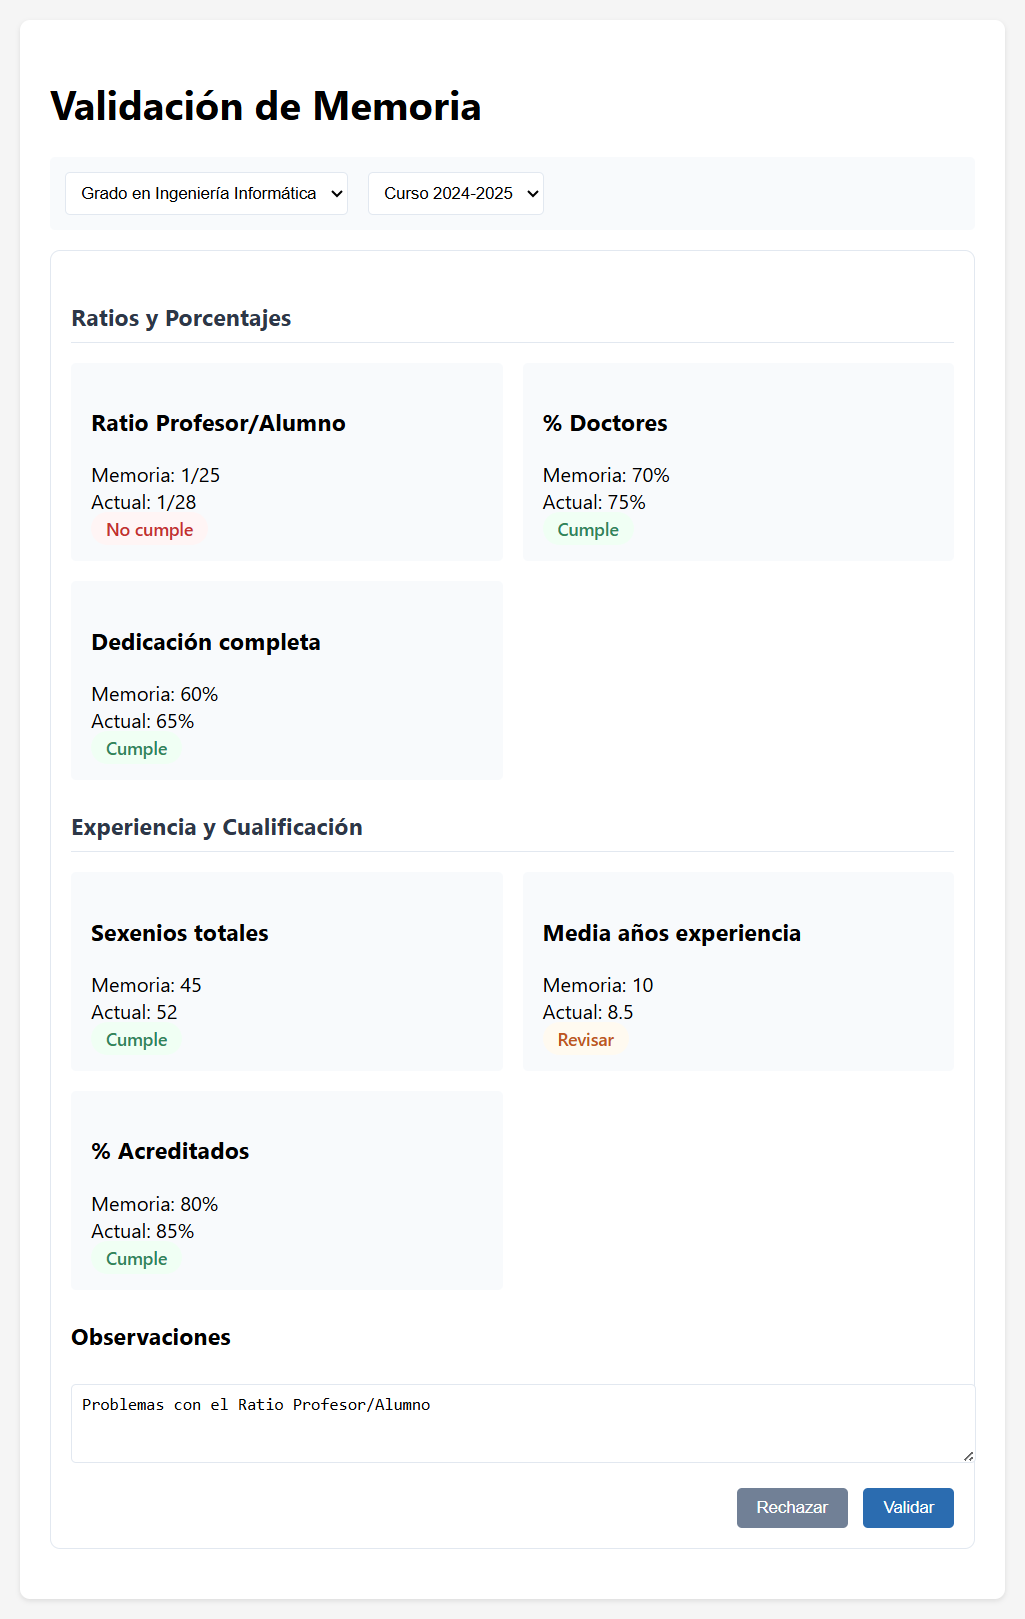 Validación de Memoria
Grado en Ingeniería Informática
Curso 2024-2025
Ratios y Porcentajes
Ratio Profesor/Alumno
Memoria: 1/25
Actual: 1/28
No cumple
% Doctores
Memoria: 70%
Actual: 75%
Cumple
Dedicación completa
Memoria: 60%
Actual: 65%
Cumple
Experiencia y Cualificación
Sexenios totales
Memoria: 45
Actual: 52
Cumple
Media años experiencia
Memoria: 10
Actual: 8.5
Revisar
% Acreditados
Memoria: 80%
Actual: 85%
Cumple
Observaciones
Problemas con el Ratio Profesor/Alumno
Rechazar
Validar